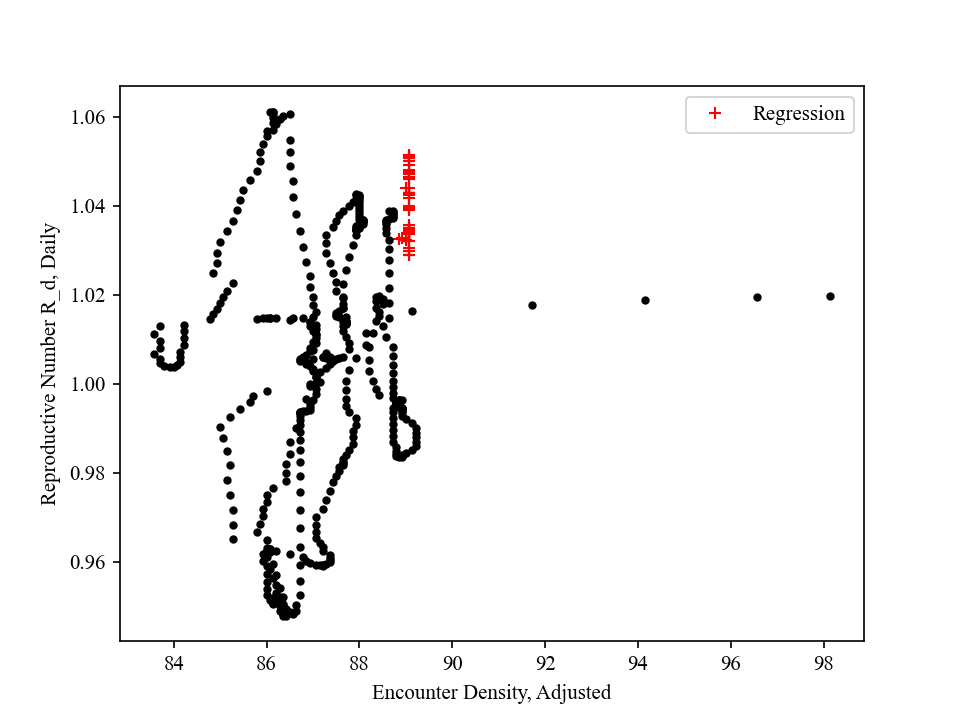 Regression
1.06
1.04
1.02
1.00
0.98
0.96
Reproductive Number R_d, Daily
84 86 88 90 92 94 96 98
Encounter Density, Adjusted